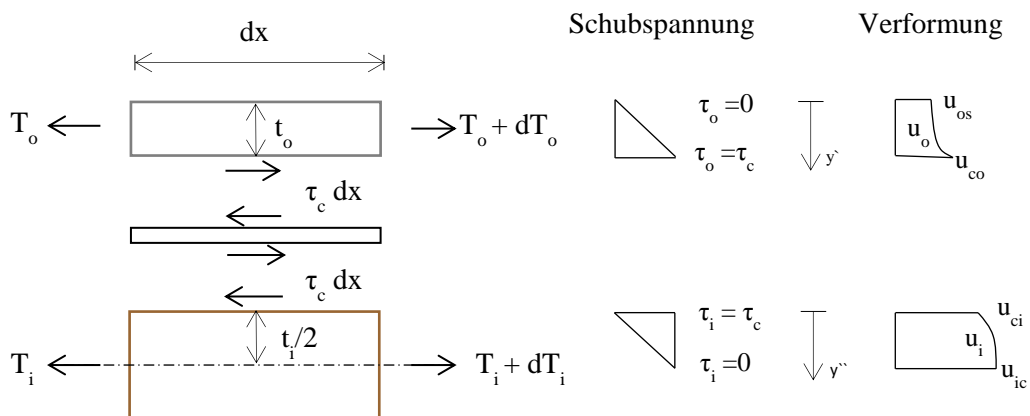 dx
Schubspannung
Verformung
T_o
t_o
T_o + dT_o
τ_o =0
τ_o = τ_c
y`
u_os
u_o
u_co
τ_c dx
τ_c dx
T_i
t_i/2
T_i + dT_i
τ_i = τ_c
τ_i =0
y``
u_ci
u_i
u_ic